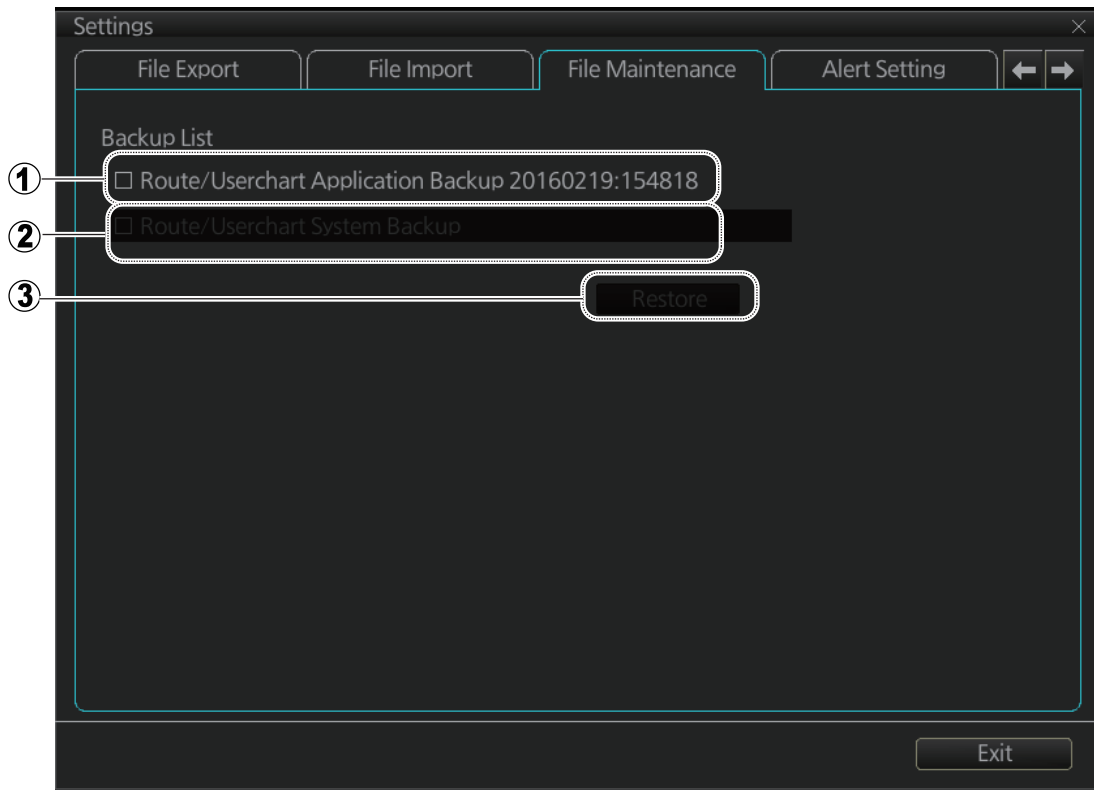 Settings
File Export File Import File Maintenance Alert Setting
Backup List
1 Route/Userchart Application Backup 20160219:154818
2 Route/Userchart System Backup
3 Restore
Exit